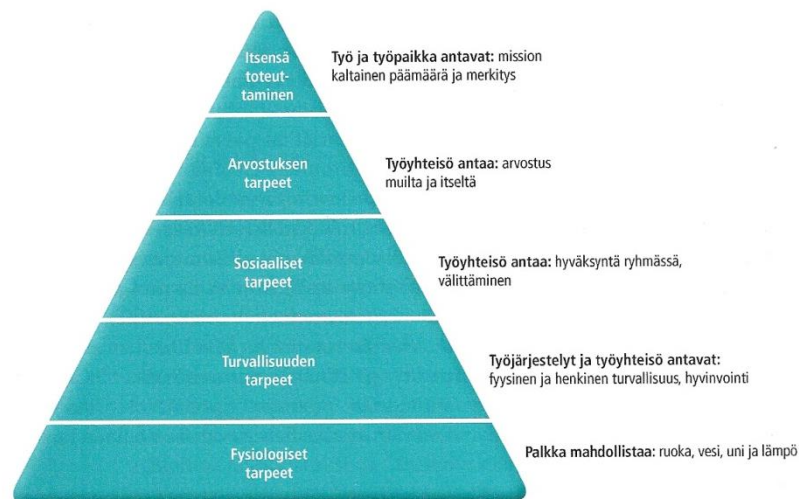 Itsensä
toteut-
taminen
Työ ja työpaikka antavat: mission
kaltainen päämäärä ja merkitys
Arvostuksen
tarpeet
Työyhteisö antaa: arvostus
muilta ja itseltä
Sosiaaliset
tarpeet
Työyhteisö antaa: hyväksyntä ryhmässä,
välittäminen
Turvallisuuden
tarpeet
Työjärjestelyt ja työyhteisö antavat:
fyysinen ja henkinen turvallisuus, hyvinvointi
Fysiologiset
tarpeet
Palkka mahdollistaa: ruoka, vesi, uni ja lämpö